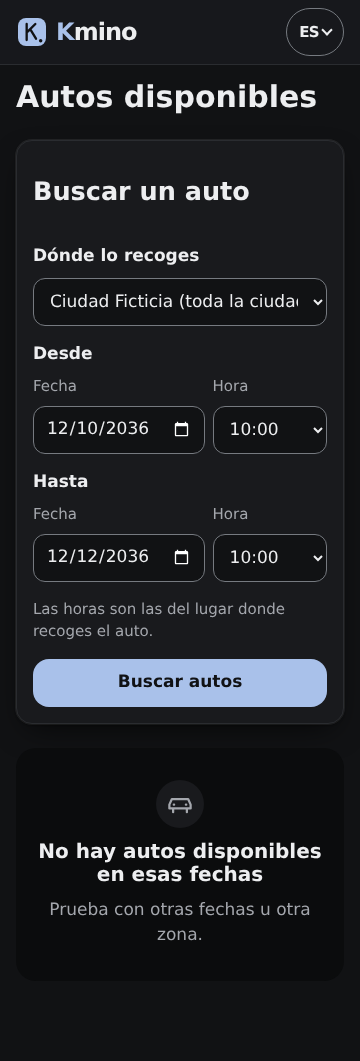 K Kmino
ES
Autos disponibles
Buscar un auto
Dónde lo recoges
Ciudad Ficticia (toda la ciuda
Desde
Fecha Hora
12/10/2036 10:00
Hasta
Fecha Hora
12/12/2036 10:00
Las horas son las del lugar donde
recoges el auto.
Buscar autos
No hay autos disponibles
en esas fechas
Prueba con otras fechas u otra
zona.